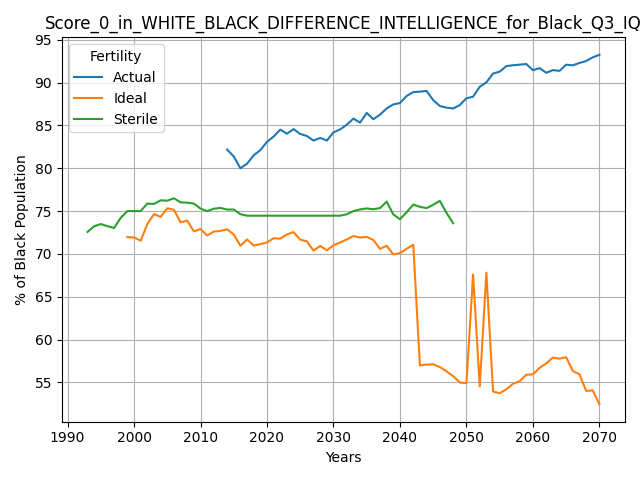 Score_0_in_WHITE_BLACK_DIFFERENCE_INTELLIGENCE_for_Black_Q3_IQ
% of Black Population
95
90
85
80
75
70
65
60
55
Fertility
Actual
Ideal
Sterile
1990 2000 2010 2020 2030 2040 2050 2060 2070
Years